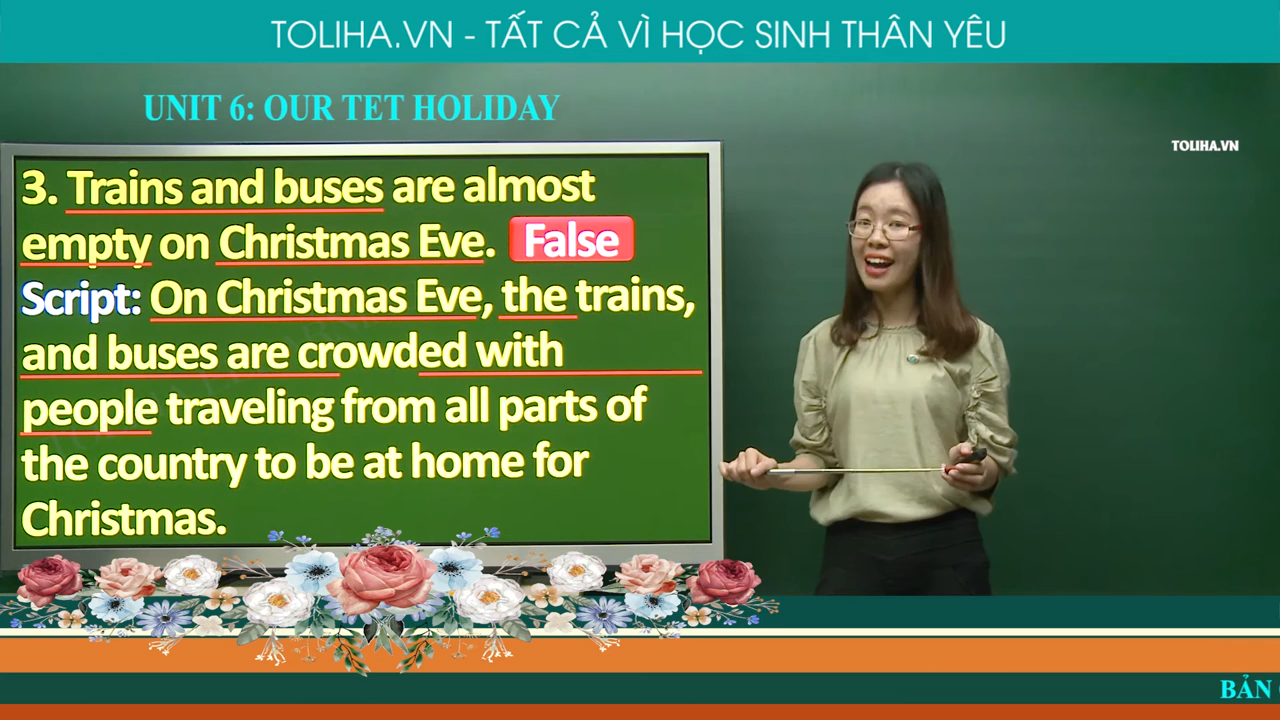 TOLIHA.VN - TẤT CẢ VÌ HỌC SINH THÂN YÊU
UNIT 6: OUR TET HOLIDAY
TOLIHA.VN
3. Trains and buses are almost
empty on Christmas Eve. False
Script: On Christmas Eve, the trains,
and buses are crowded with
people traveling from all parts of
the country to be at home for
Christmas.
BẢN